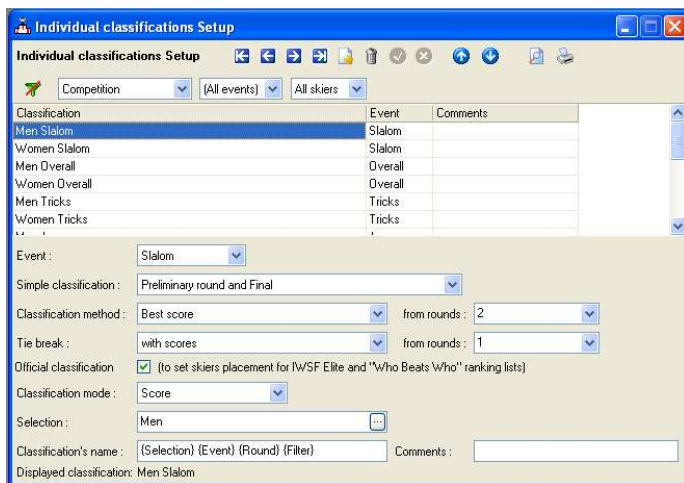 Individual classifications Setup
Individual classifications Setup
Competition (All events) All skiers
Classification Event Comments
Men Slalom Slalom
Women Slalom Slalom
Men Overall Overall
Women Overall Overall
Men Tricks Tricks
Women Tricks Tricks
Event : Slalom
Simple classification : Preliminary round and Final
Classification method : Best score from rounds : 2
Tie break : with scores from rounds : 1
Official classification (to set skiers placement for IWSF Elite and "Who Beats Who" ranking lists)
Classification mode : Score
Selection : Men ...
Classification's name : {Selection} {Event} {Round} {Filter} Comments :
Displayed classification: Men Slalom